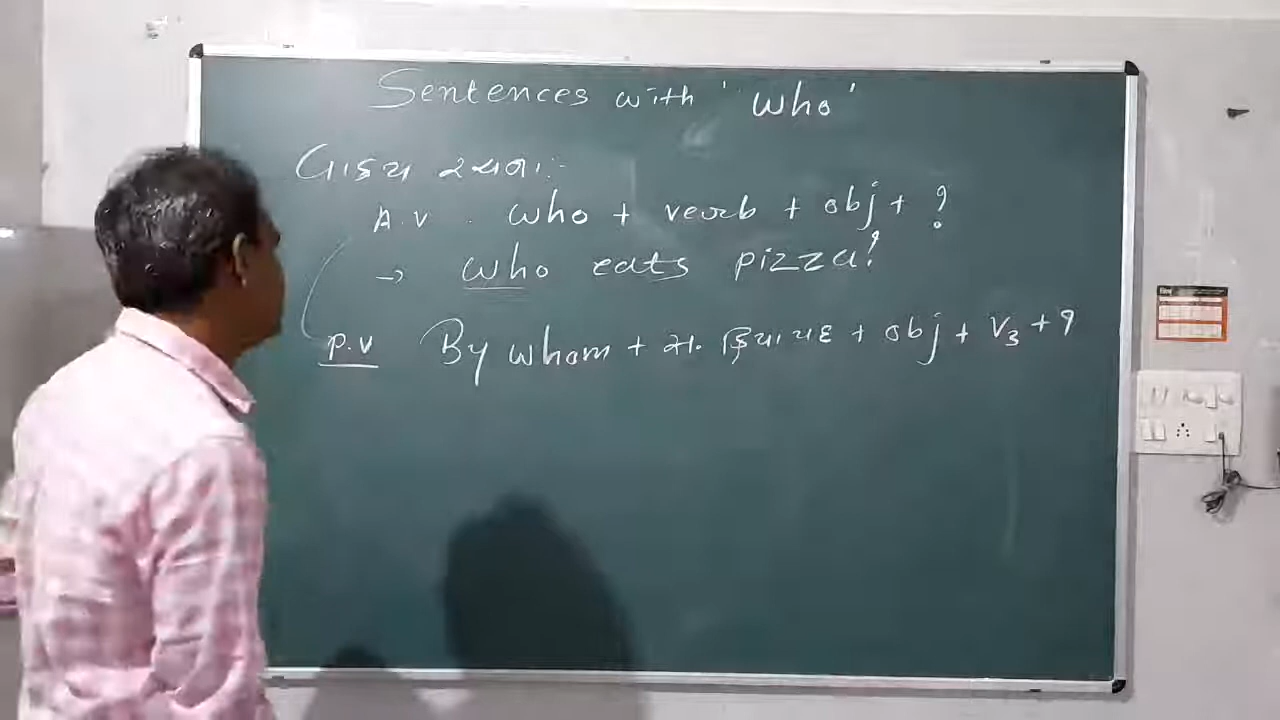 Sentences with 'who'
વાક્ય રચના:-
A.V. who + verb + obj + ?
→ who eats pizza?
P.V By whom + સા. ક્રિયાપદ + obj + V3 + ?